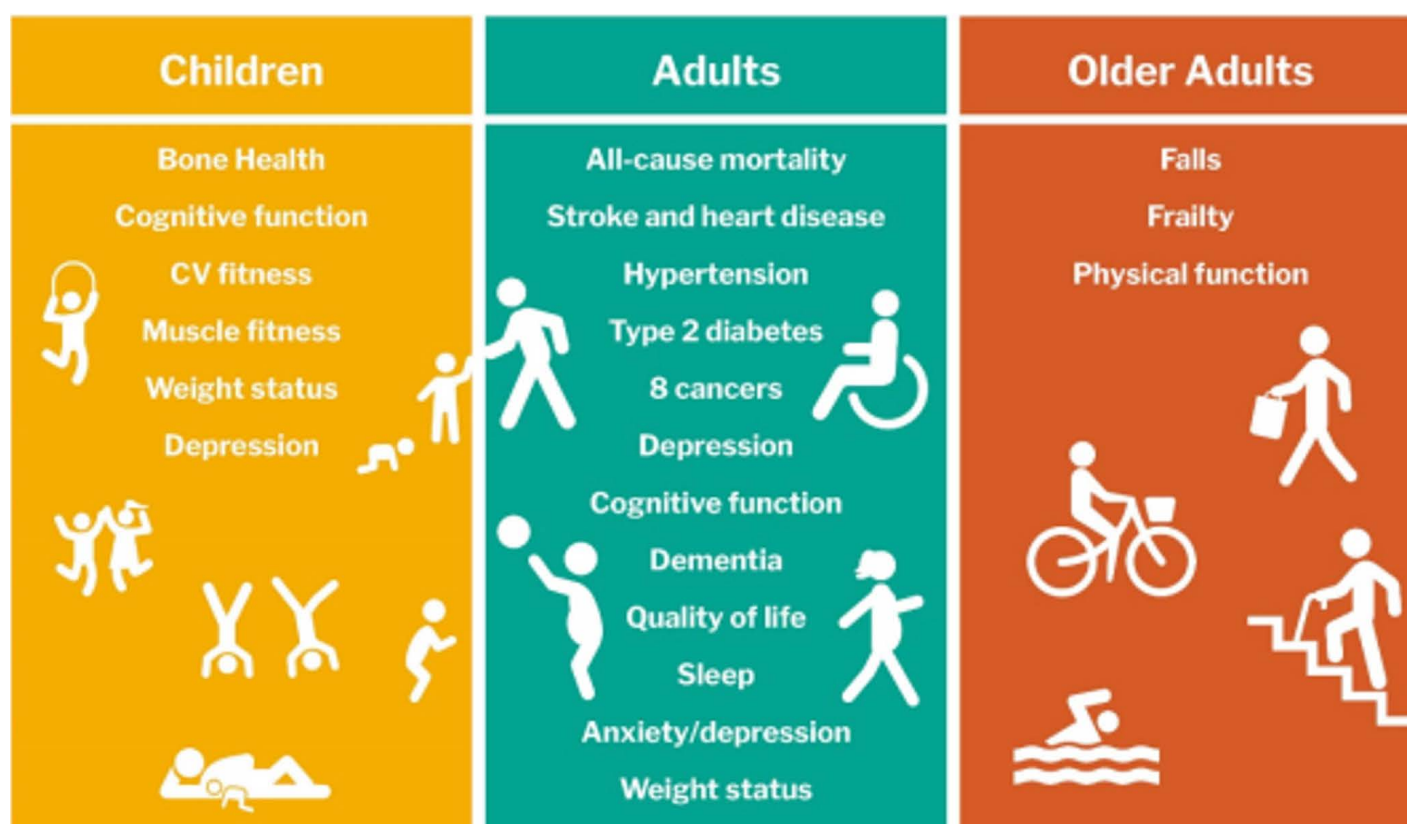 Children
Bone Health
Cognitive function
CV fitness
Muscle fitness
Weight status
Depression
Adults
All-cause mortality
Stroke and heart disease
Hypertension
Type 2 diabetes
8 cancers
Depression
Cognitive function
Dementia
Quality of life
Sleep
Anxiety/depression
Weight status
Older Adults
Falls
Frailty
Physical function